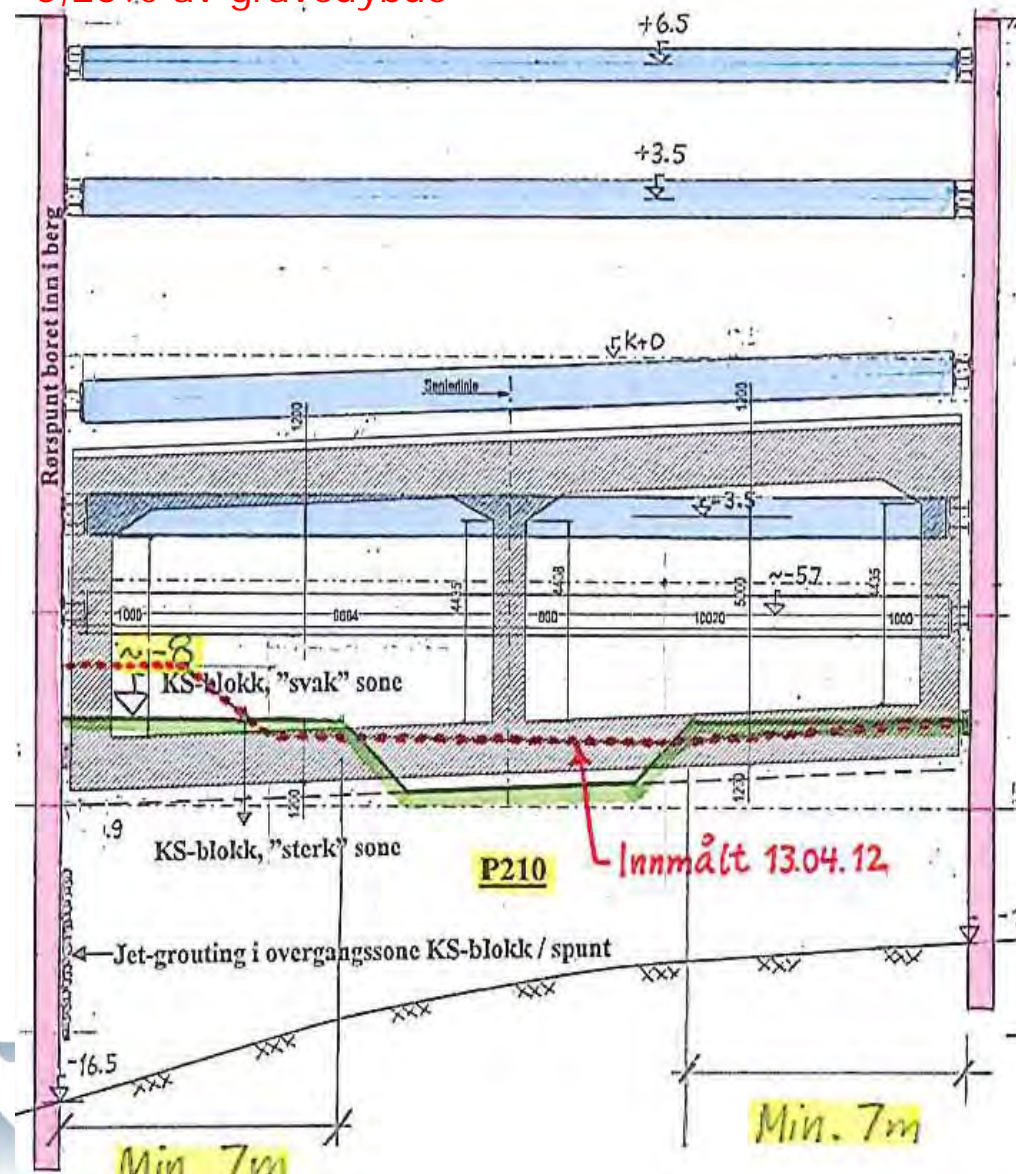 +6.5
+3.5
Rørspunt boret inn i berg
K+0
Senterlinie
1200
1200
-3.5
4435
4408
5000
~-5.7
4435
1000
800
10020
1000
~ -8
KS-blokk, "svak" sone
1200
1200
KS-blokk, "sterk" sone
P210
Innmålt 13.04.12
Jet-grouting i overgangssone KS-blokk / spunt
-16.5
Min. 7m
Min. 7m